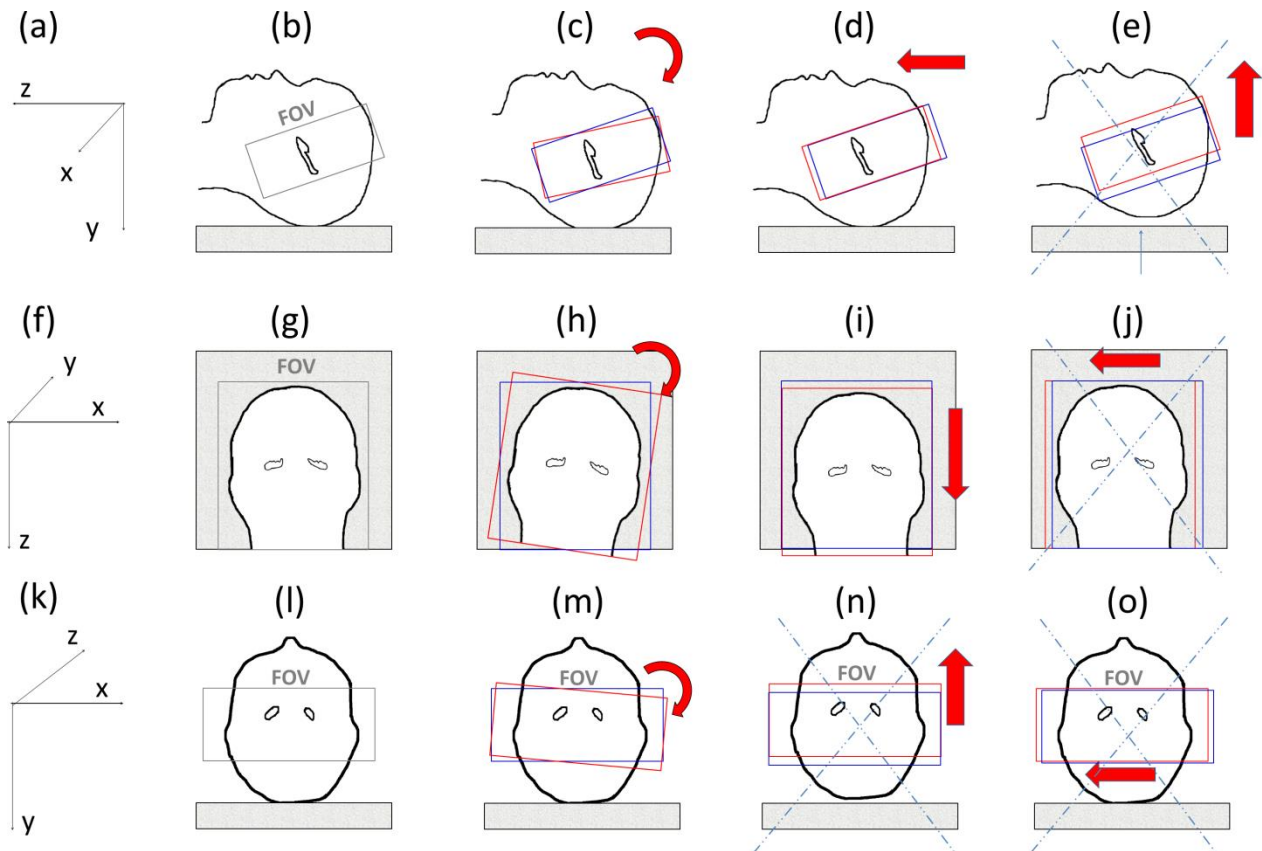 (a)
(b)
(c)
(d)
(e)
z
x
y
FOV
(f)
(g)
(h)
(i)
(j)
y
x
z
FOV
(k)
(l)
(m)
(n)
(o)
z
x
y
FOV
FOV
FOV
FOV